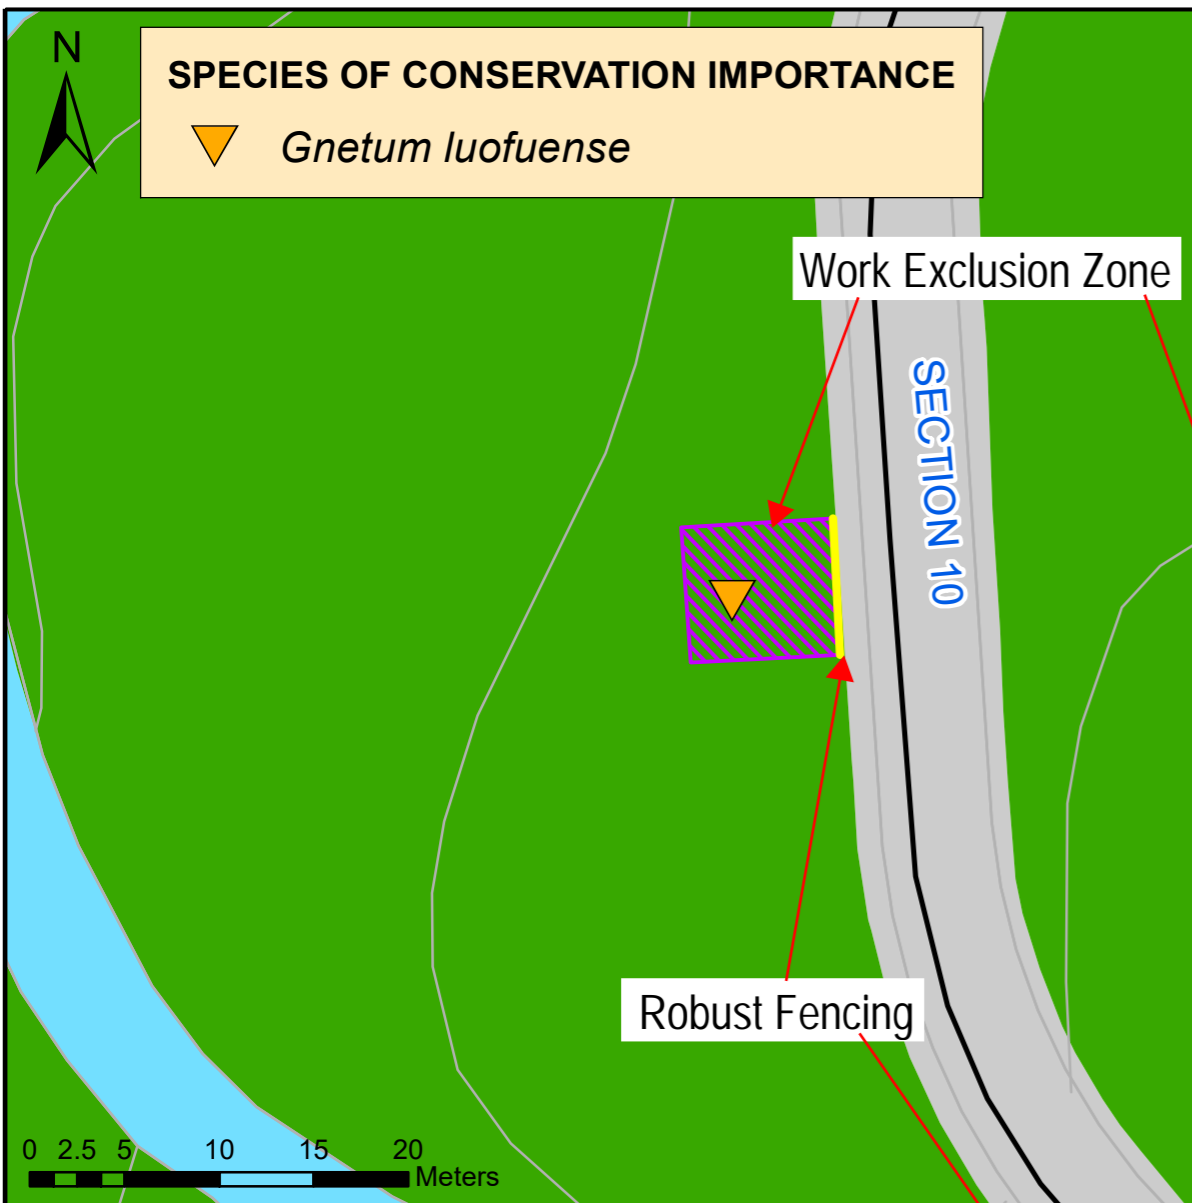 N
SPECIES OF CONSERVATION IMPORTANCE
Gnetum luofuense
Work Exclusion Zone
SECTION 10
Robust Fencing
0 2.5 5 10 15 20
Meters